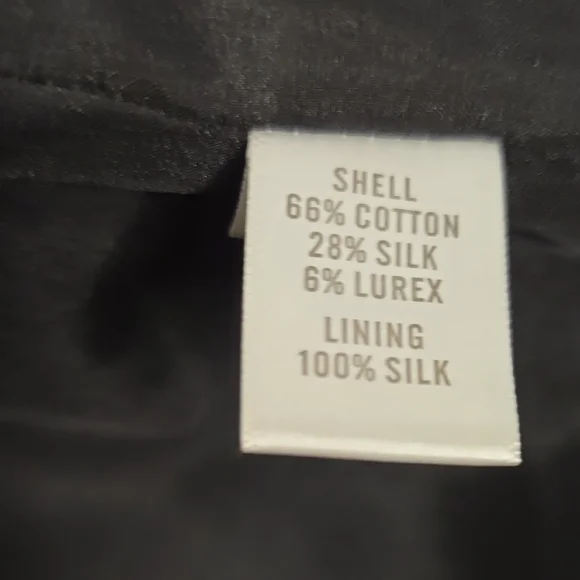 SHELL
66% COTTON
28% SILK
6% LUREX
LINING
100% SILK